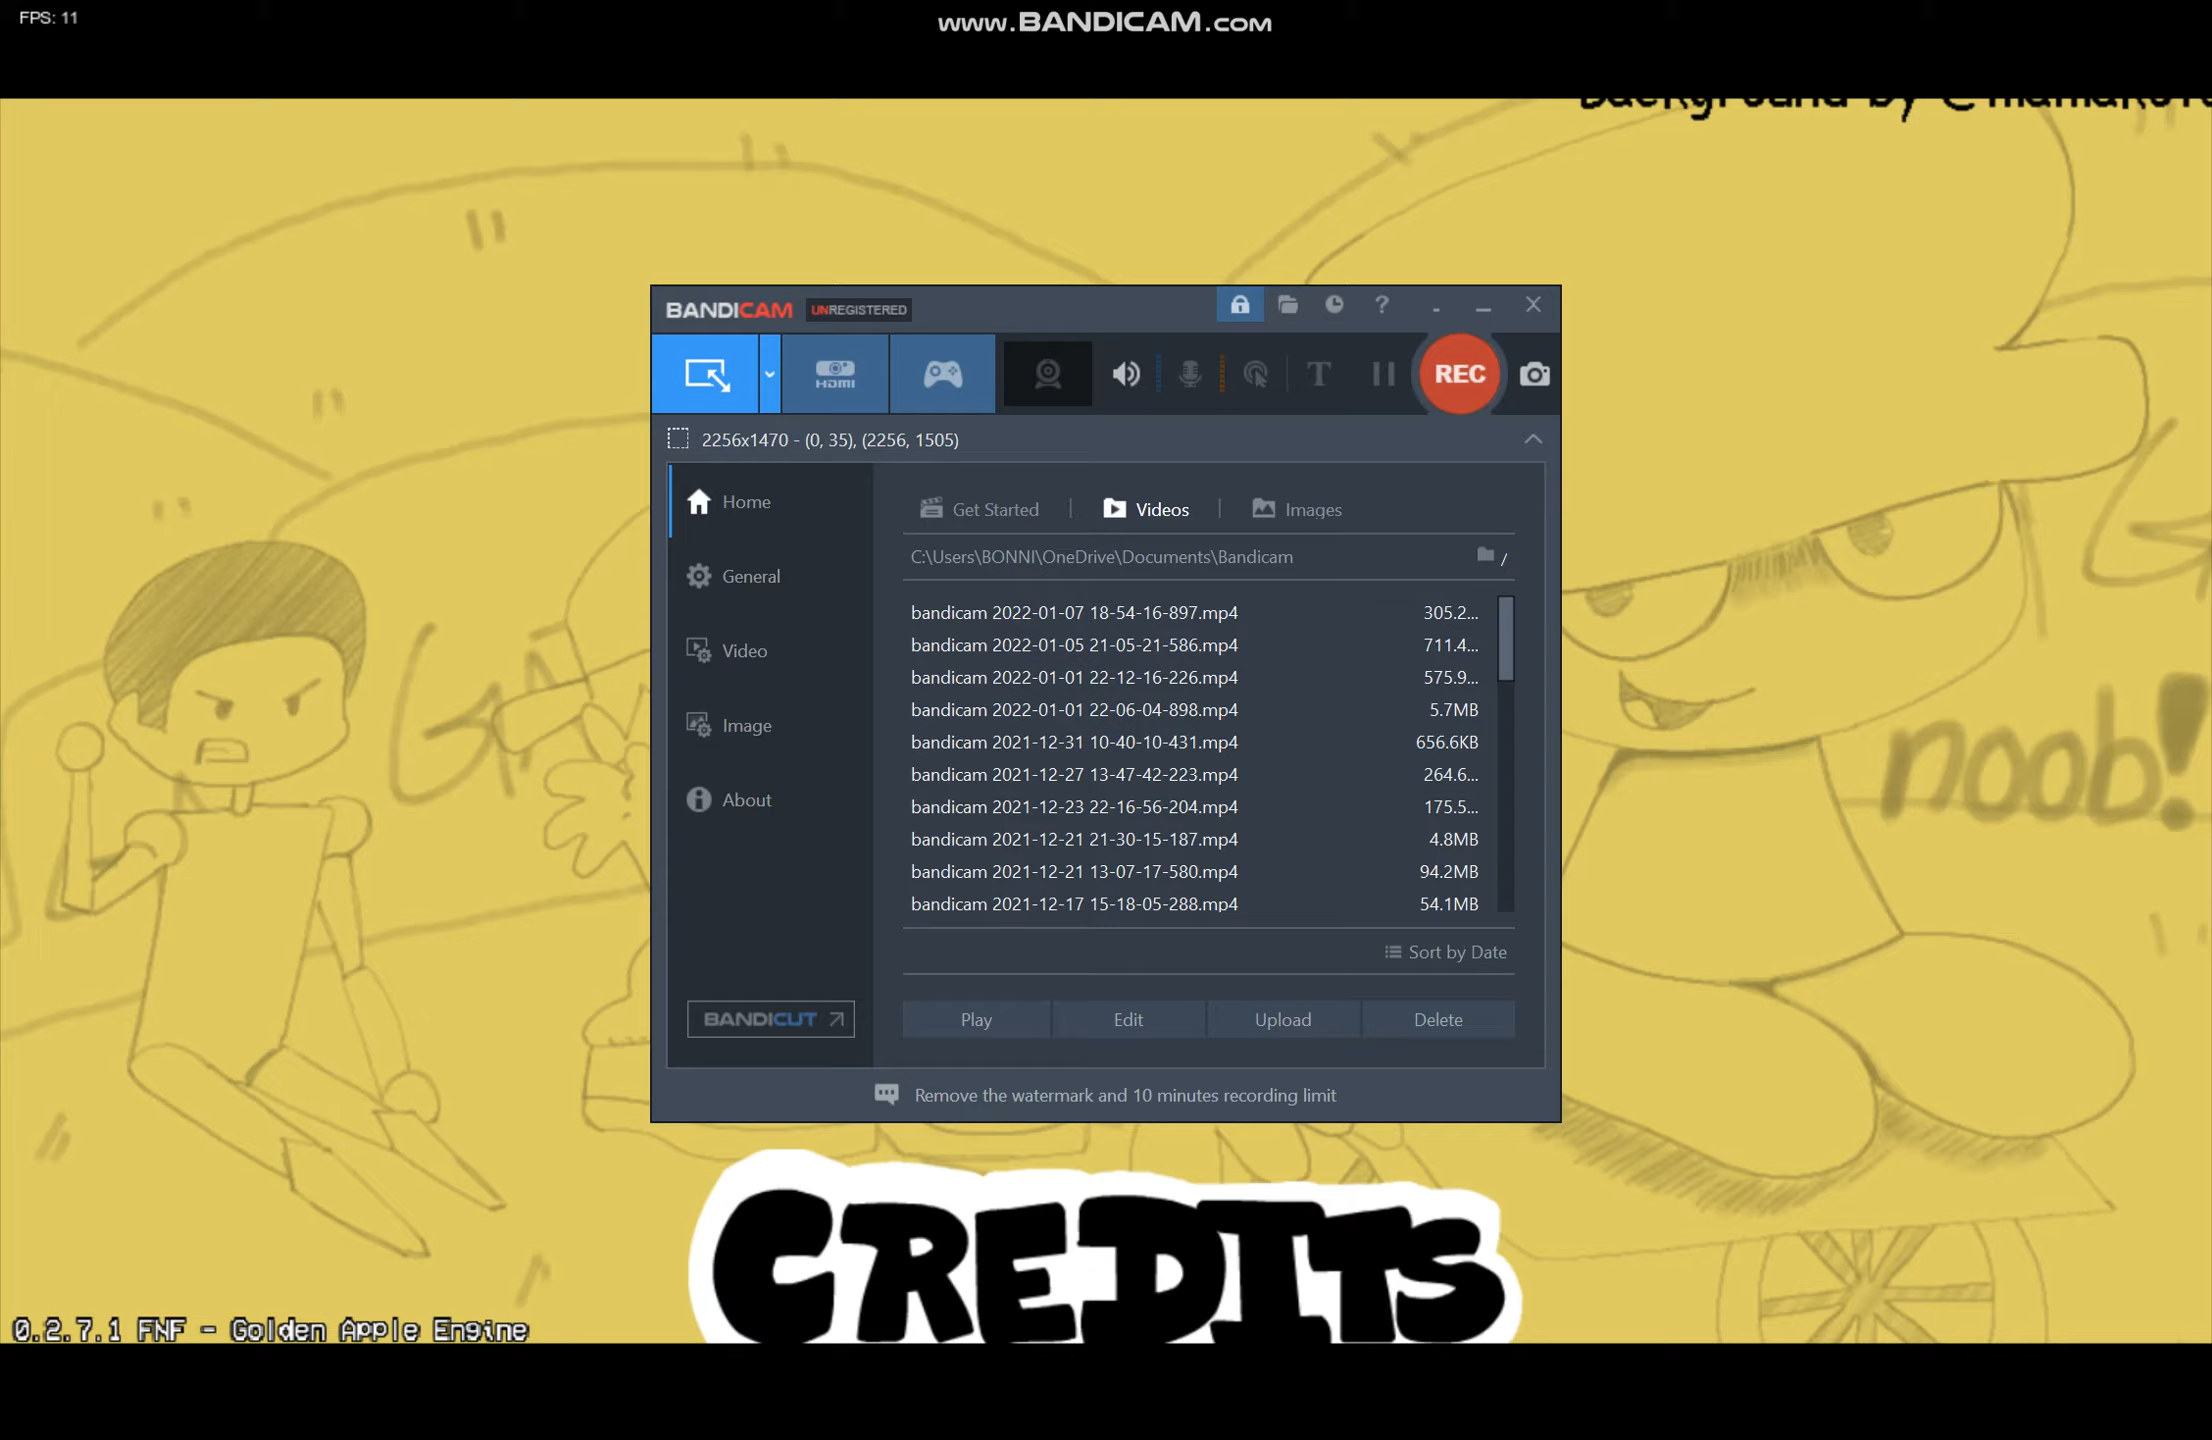 FPS: 11
www.BANDICAM.com
Background by
BANDICAM UNREGISTERED
?
HDMI
T
REC
2256x1470 - (0, 35), (2256, 1505)
Home
General
Video
Image
About
BANDICUT
Get Started
Videos
Images
C:\Users\BONNI\OneDrive\Documents\Bandicam
/
bandicam 2022-01-07 18-54-16-897.mp4 305.2...
bandicam 2022-01-05 21-05-21-586.mp4 711.4...
bandicam 2022-01-01 22-12-16-226.mp4 575.9...
bandicam 2022-01-01 22-06-04-898.mp4 5.7MB
bandicam 2021-12-31 10-40-10-431.mp4 656.6KB
bandicam 2021-12-27 13-47-42-223.mp4 264.6...
bandicam 2021-12-23 22-16-56-204.mp4 175.5...
bandicam 2021-12-21 21-30-15-187.mp4 4.8MB
bandicam 2021-12-21 13-07-17-580.mp4 94.2MB
bandicam 2021-12-17 15-18-05-288.mp4 54.1MB
Sort by Date
Play Edit Upload Delete
Remove the watermark and 10 minutes recording limit
noob!
CREDITS
0.2.7.1 FNF - Golden Apple Engine